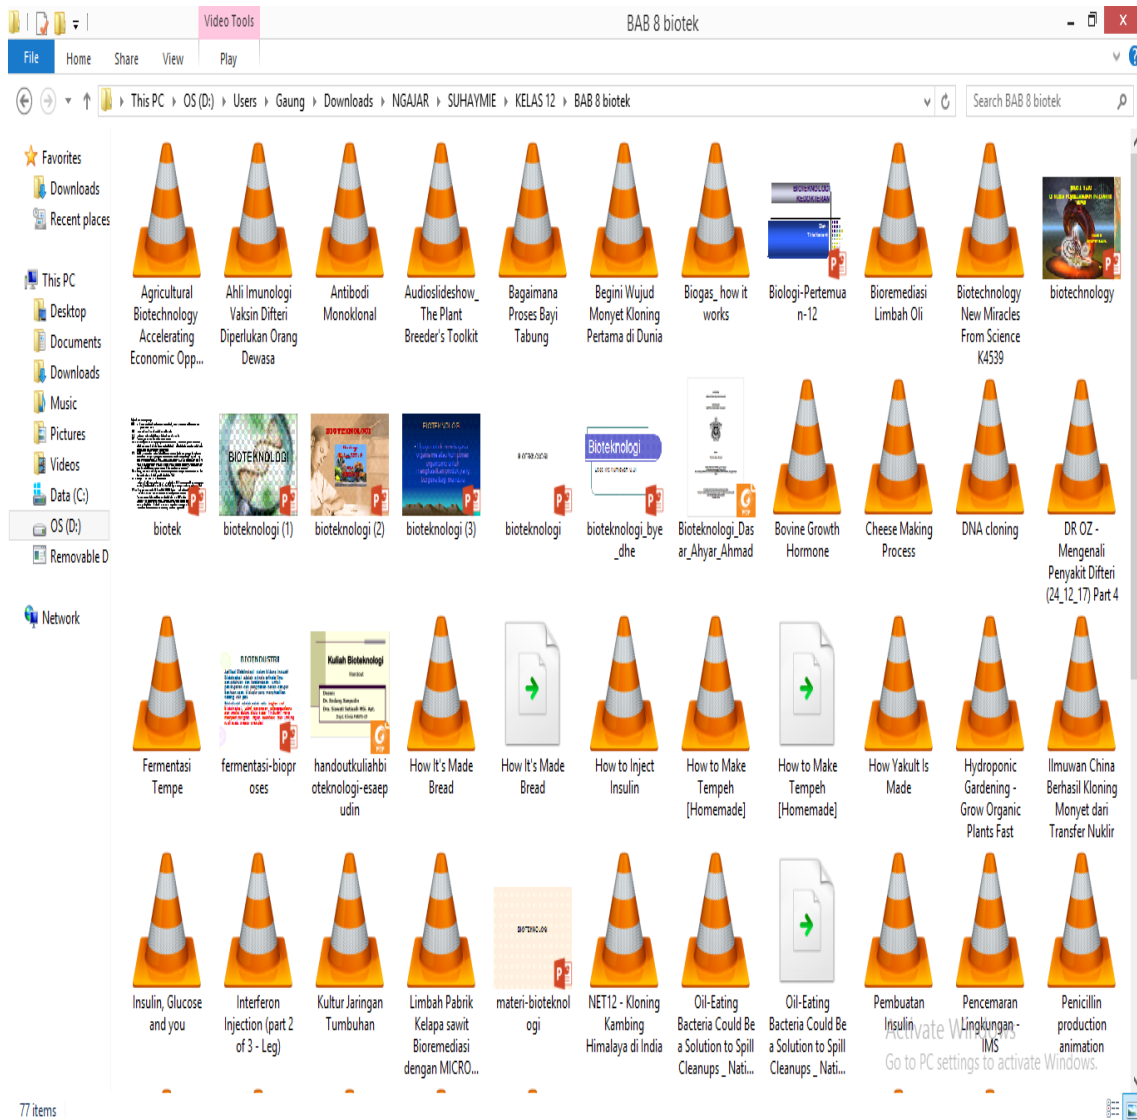 Video Tools
BAB 8 biotek
File Home Share View Play
This PC OS (D:) Users Gaung Downloads NGAJAR SUHAYMIE KELAS 12 BAB 8 biotek
Search BAB 8 biotek
Favorites
Downloads
Recent places
This PC
Desktop
Documents
Downloads
Music
Pictures
Videos
Data (C:)
OS (D:)
Removable D
Network
Agricultural
Biotechnology
Accelerating
Economic Opp...
Ahli Imunologi
Vaksin Difteri
Diperlukan Orang
Dewasa
Antibodi
Monoklonal
Audioslideshow_
The Plant
Breeder's Toolkit
Bagaimana
Proses Bayi
Tabung
Begini Wujud
Monyet Kloning
Pertama di Dunia
Biogas_ how it
works
BIOTEKNOLOGI
KEDOKTERAN
Biologi-Pertemua
n-12
Bioremediasi
Limbah Oli
Biotechnology
New Miracles
From Science
K4539
biotechnology
biotek
BIOTEKNOLOGI
bioteknologi (1)
BIOTEKNOLOGI
bioteknologi (2)
BIOTEKNOLOGI
bioteknologi (3)
BIOTEKNOLOGI
bioteknologi
Bioteknologi
bioteknologi_bye
_dhe
Bioteknologi_Das
ar_Ahyar_Ahmad
Bovine Growth
Hormone
Cheese Making
Process
DNA cloning
DR OZ -
Mengenali
Penyakit Difteri
(24_12_17) Part 4
Fermentasi
Tempe
BIOINDUSTRI
fermentasi-biopr
oses
Kuliah Bioteknologi
handoutkuliahbi
oteknologi-esaep
udin
How It's Made
Bread
How It's Made
Bread
How to Inject
Insulin
How to Make
Tempeh
[Homemade]
How to Make
Tempeh
[Homemade]
How Yakult Is
Made
Hydroponic
Gardening -
Grow Organic
Plants Fast
Ilmuwan China
Berhasil Kloning
Monyet dari
Transfer Nuklir
Insulin, Glucose
and you
Interferon
Injection (part 2
of 3 - Leg)
Kultur Jaringan
Tumbuhan
Limbah Pabrik
Kelapa sawit
Bioremediasi
dengan MICRO...
BIOTEKNOLOGI
materi-bioteknol
ogi
NET12 - Kloning
Kambing
Himalaya di India
Oil-Eating
Bacteria Could Be
a Solution to Spill
Cleanups _ Nati...
Oil-Eating
Bacteria Could Be
a Solution to Spill
Cleanups _ Nati...
Pembuatan
Insulin
Pencemaran
Lingkungan -
IMS
Penicillin
production
animation
Activate Windows
Go to PC settings to activate Windows.
77 items